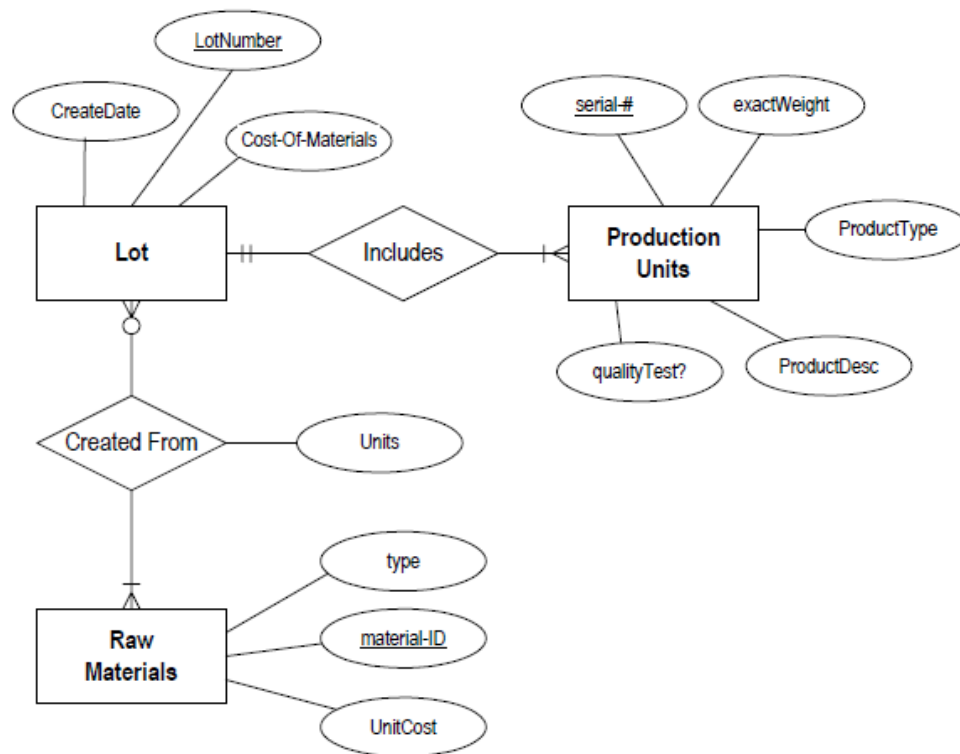 LotNumber
CreateDate
Cost-Of-Materials
serial-#
exactWeight
Lot
Includes
Production
Units
ProductType
qualityTest?
ProductDesc
Created From
Units
type
Raw
Materials
material-ID
UnitCost